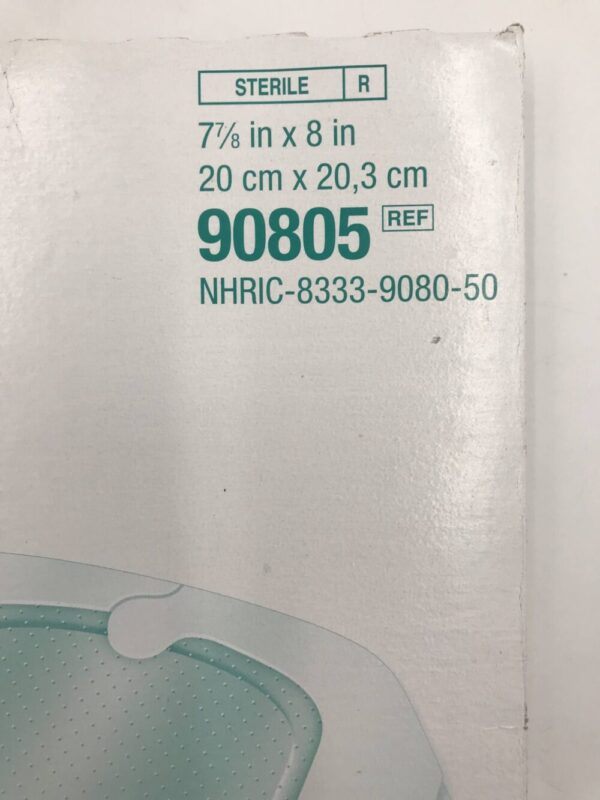 STERILE R
7⅞ in x 8 in
20 cm x 20,3 cm
90805 REF
NHRIC-8333-9080-50